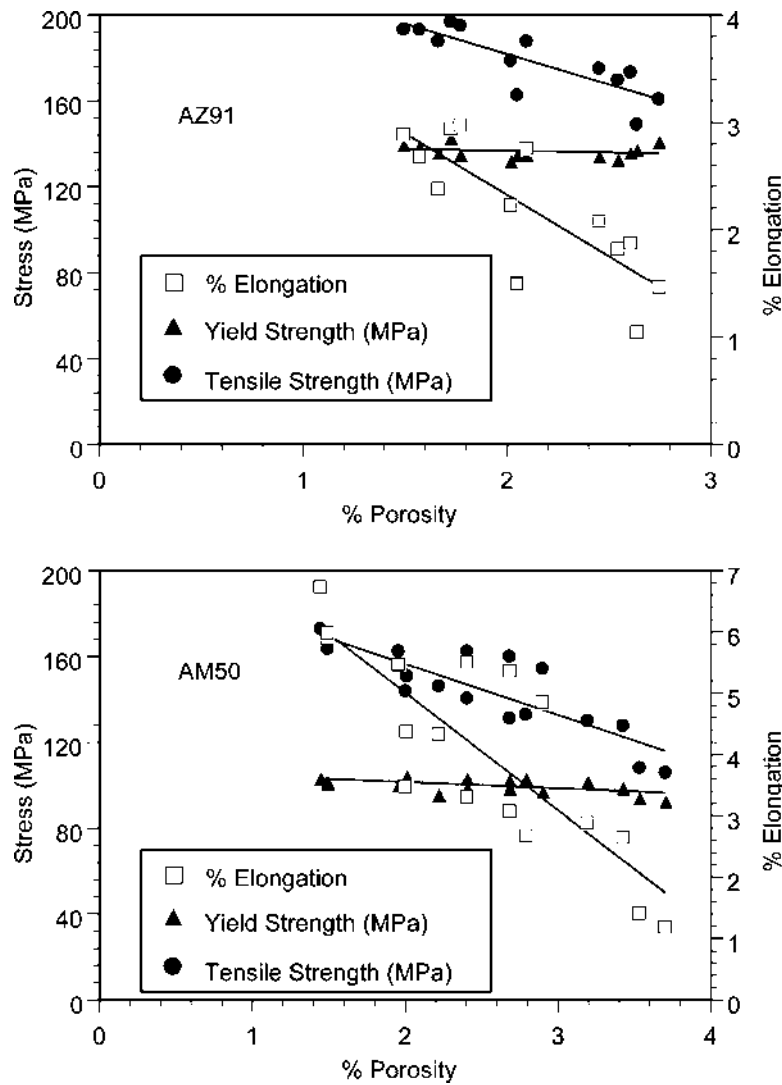 200
160
120
80
40
0
Stress (MPa)
AZ91
% Elongation
Yield Strength (MPa)
Tensile Strength (MPa)
4
3
2
1
0
% Elongation
0
1
2
3
% Porosity
200
160
120
80
40
0
Stress (MPa)
AM50
% Elongation
Yield Strength (MPa)
Tensile Strength (MPa)
7
6
5
4
3
2
1
0
% Elongation
0
1
2
3
4
% Porosity